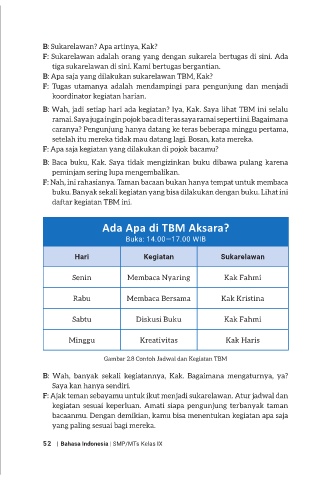 B: Sukarelawan? Apa artinya, Kak?
F: Sukarelawan adalah orang yang dengan sukarela bertugas di sini. Ada
tiga sukarelawan di sini. Kami bertugas bergantian.
B: Apa saja yang dilakukan sukarelawan TBM, Kak?
F: Tugas utamanya adalah mendampingi para pengunjung dan menjadi
koordinator kegiatan harian.
B: Wah, jadi setiap hari ada kegiatan? Iya, Kak. Saya lihat TBM ini selalu
ramai. Saya juga ingin pojok baca di teras saya ramai seperti ini. Bagaimana
caranya? Pengunjung hanya datang ke teras beberapa minggu pertama,
setelah itu mereka tidak mau datang lagi. Bosan, kata mereka.
F: Apa saja kegiatan yang dilakukan di pojok bacamu?
B: Baca buku, Kak. Saya tidak mengizinkan buku dibawa pulang karena
peminjam sering lupa mengembalikan.
F: Nah, ini rahasianya. Taman bacaan bukan hanya tempat untuk membaca
buku. Banyak sekali kegiatan yang bisa dilakukan dengan buku. Lihat ini
daftar kegiatan TBM ini.
Ada Apa di TBM Aksara?
Buka: 14.00—17.00 WIB
Hari Kegiatan Sukarelawan
Senin Membaca Nyaring Kak Fahmi
Rabu Membaca Bersama Kak Kristina
Sabtu Diskusi Buku Kak Fahmi
Minggu Kreativitas Kak Haris
Gambar 2.8 Contoh Jadwal dan Kegiatan TBM
B: Wah, banyak sekali kegiatannya, Kak. Bagaimana mengaturnya, ya?
Saya kan hanya sendiri.
F: Ajak teman sebayamu untuk ikut menjadi sukarelawan. Atur jadwal dan
kegiatan sesuai keperluan. Amati siapa pengunjung terbanyak taman
bacaanmu. Dengan demikian, kamu bisa menentukan kegiatan apa saja
yang paling sesuai bagi mereka.
52 | Bahasa Indonesia | SMP/MTs Kelas IX